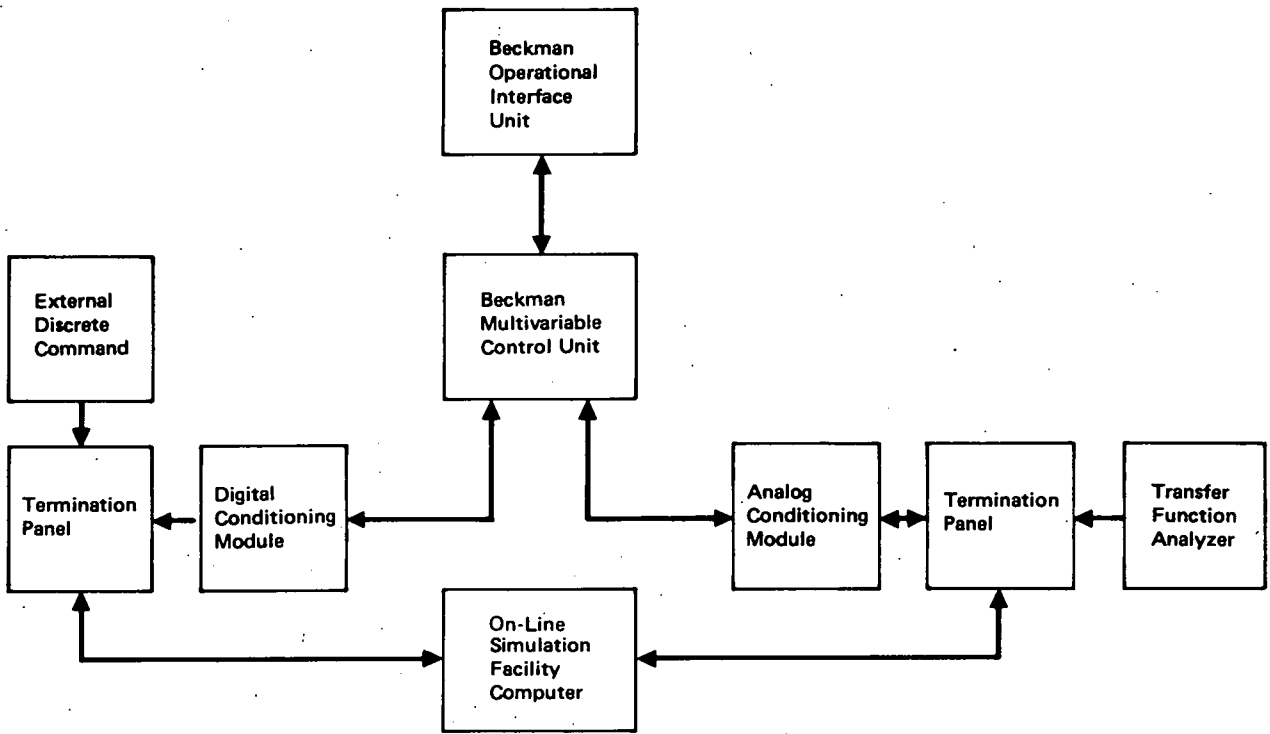 Beckman
Operational
Interface
Unit
External
Discrete
Command
Beckman
Multivariable
Control Unit
Termination
Panel
Digital
Conditioning
Module
Analog
Conditioning
Module
Termination
Panel
Transfer
Function
Analyzer
On-Line
Simulation
Facility
Computer